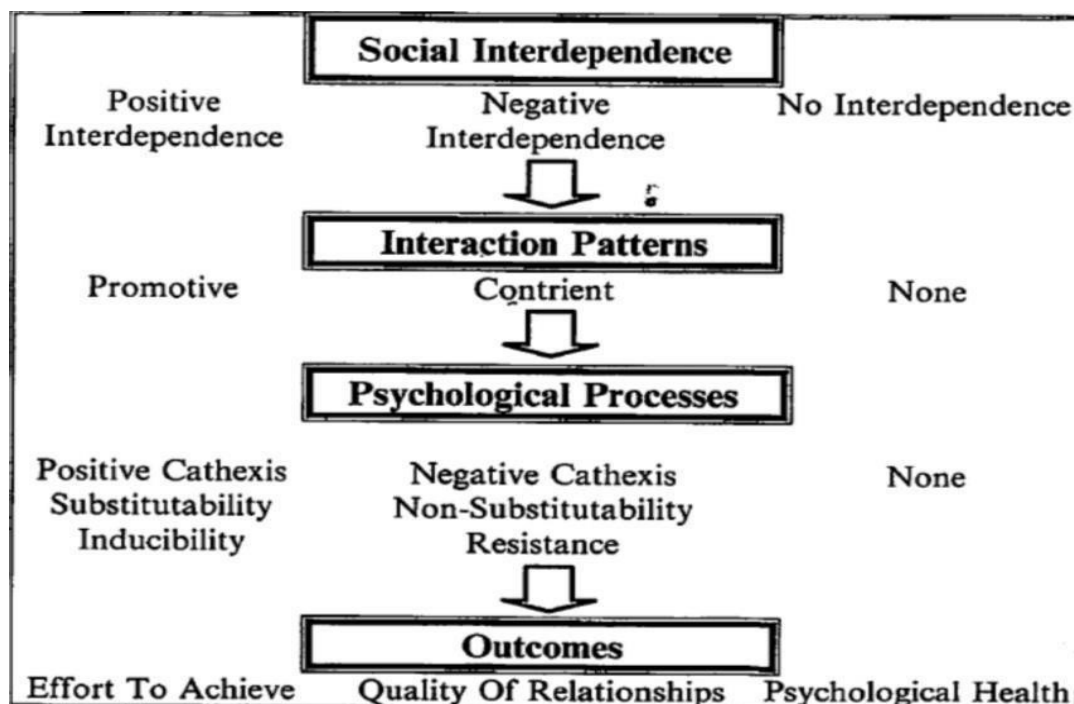 Social Interdependence
Positive Interdependence
Negative Interdependence
No Interdependence
Interaction Patterns
Promotive
Contrient
None
Psychological Processes
Positive Cathexis
Substitutability
Inducibility
Negative Cathexis
Non-Substitutability
Resistance
None
Outcomes
Effort To Achieve
Quality Of Relationships
Psychological Health